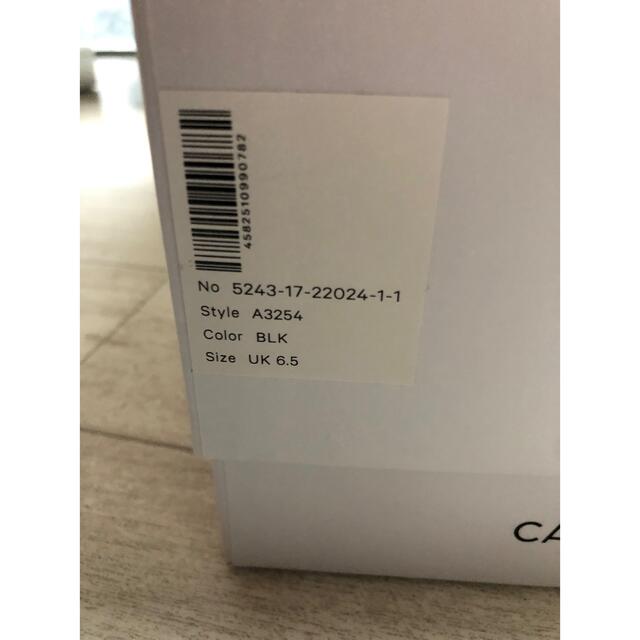 4582510990782
No 5243-17-22024-1-1
Style A3254
Color BLK
Size UK 6.5
CA